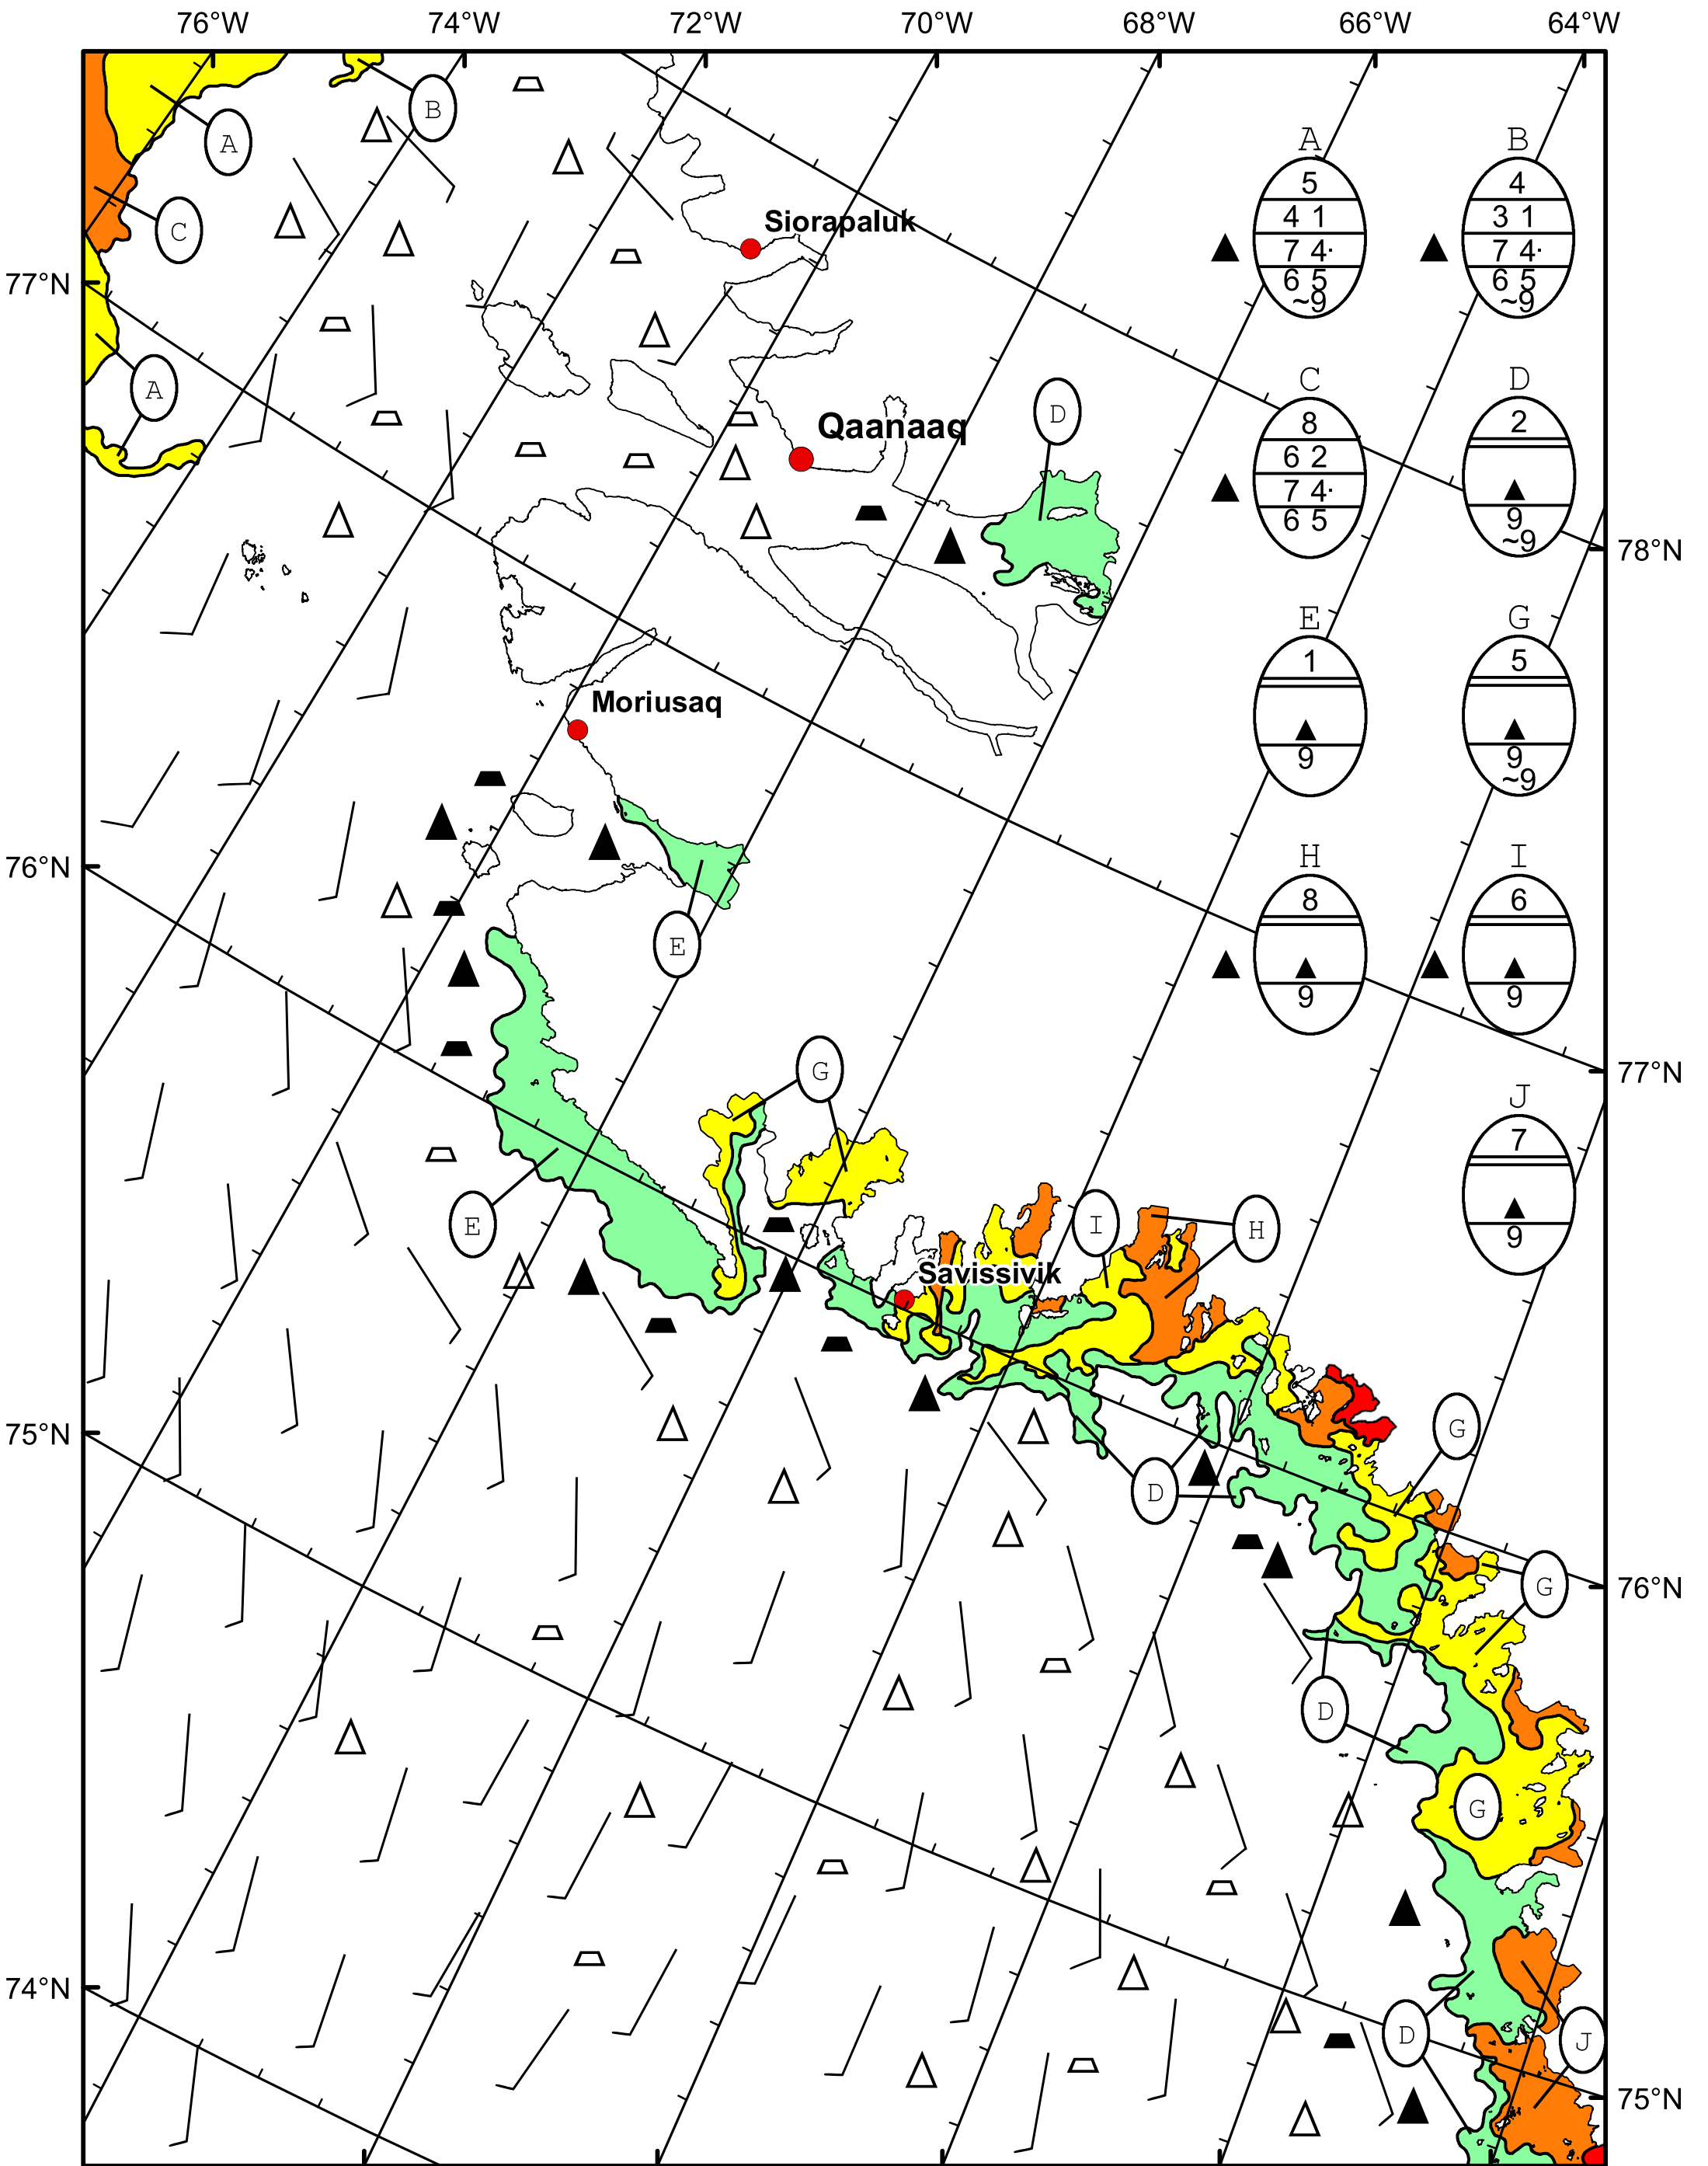 76°W 74°W 72°W 70°W 68°W 66°W 64°W
B
A
C
A
77°N
Siorapaluk
Qaanaaq
D
A B
5 4
4 1 3 1
7 4· 7 4·
6 5 6 5
~9 ~9
C D
8 2
6 2
7 4·
6 5 9
~9
78°N
E G
1 5
9 9
~9
Moriusaq
76°N
E
H I
8 6
9 9
77°N
G
J
7
9
E
I
H
Savissivik
75°N
G
D
G
76°N
D
G
74°N
D
J
75°N